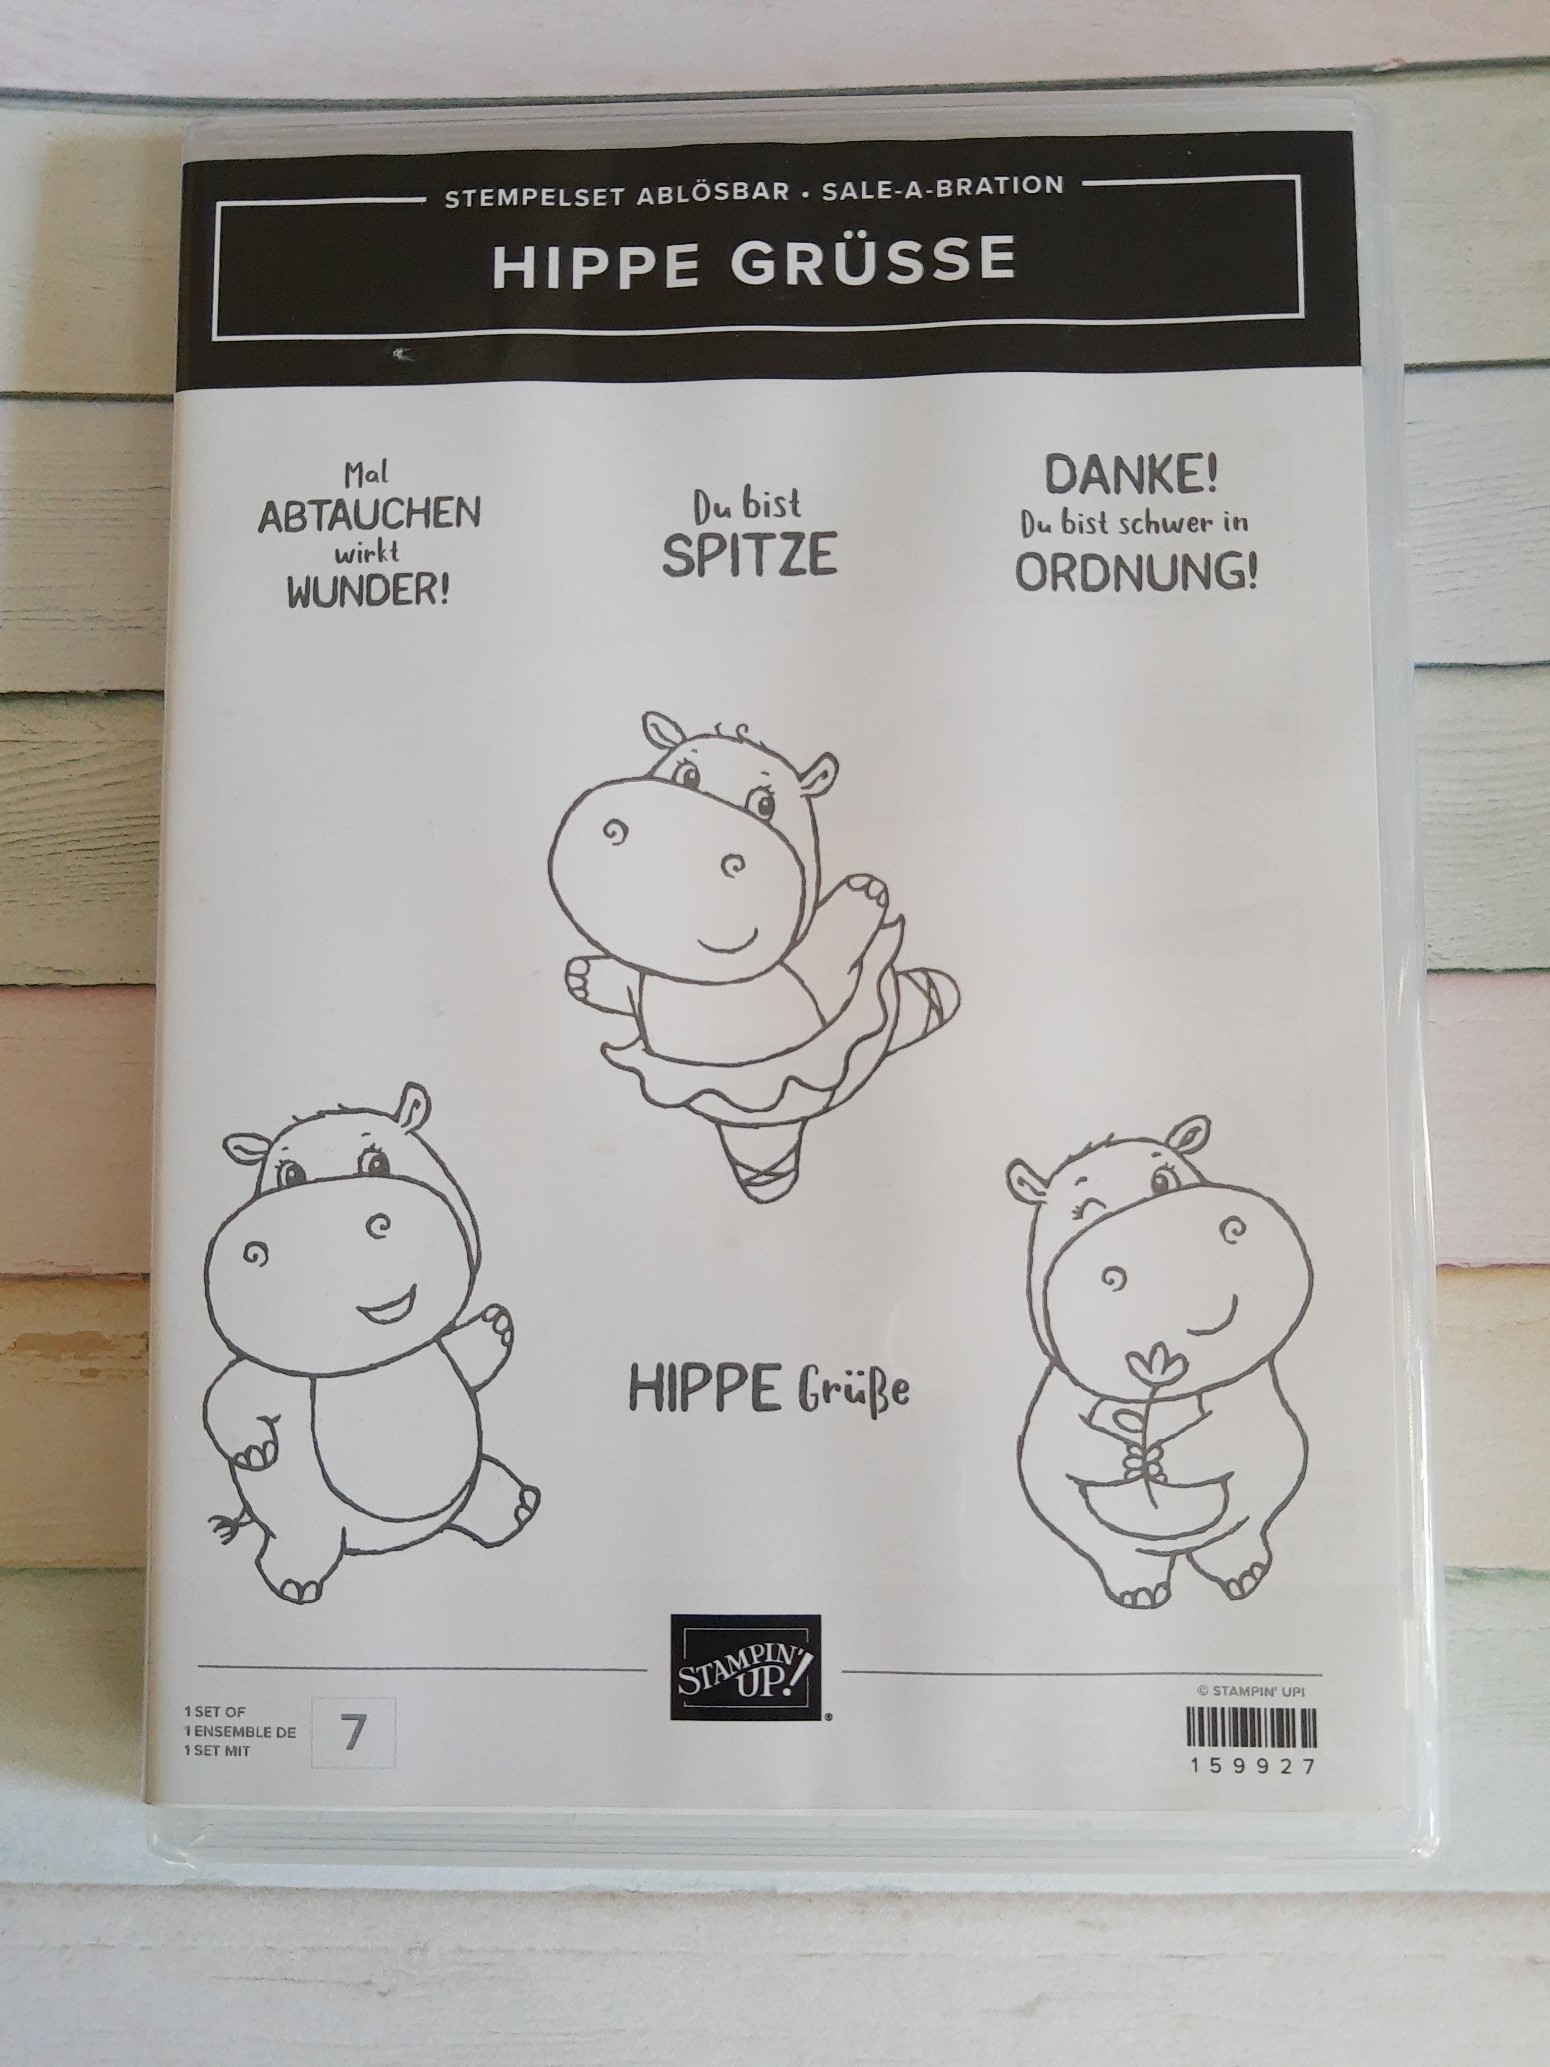 STEMPELSET ABLÖSBAR • SALE-A-BRATION
HIPPE GRÜSSE
Mal
ABTAUCHEN
wirkt
WUNDER!
Du bist
SPITZE
DANKE!
Du bist schwer in
ORDNUNG!
HIPPE Grüße
STAMPIN'
UP!
®
1 SET OF
1 ENSEMBLE DE
1 SET MIT
7
© STAMPIN' UP!
159927